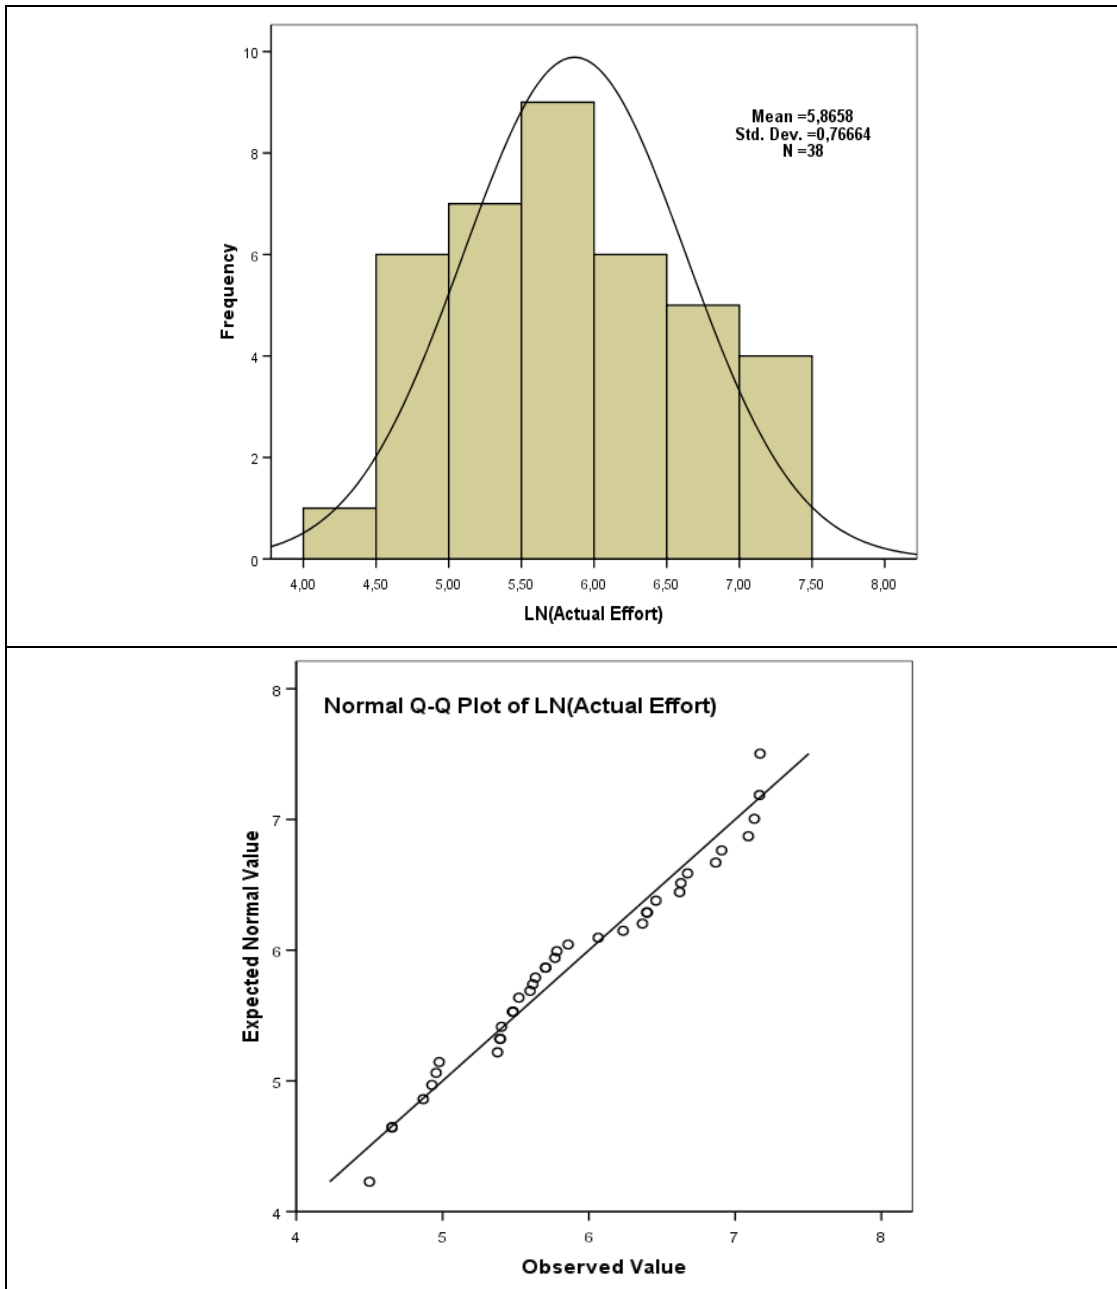 10
8
6
4
2
0
Frequency
Mean =5,8658
Std. Dev. =0,76664
N =38
4,00 4,50 5,00 5,50 6,00 6,50 7,00 7,50 8,00
LN(Actual Effort)
Normal Q-Q Plot of LN(Actual Effort)
8
7
6
5
4
Expected Normal Value
4 5 6 7 8
Observed Value